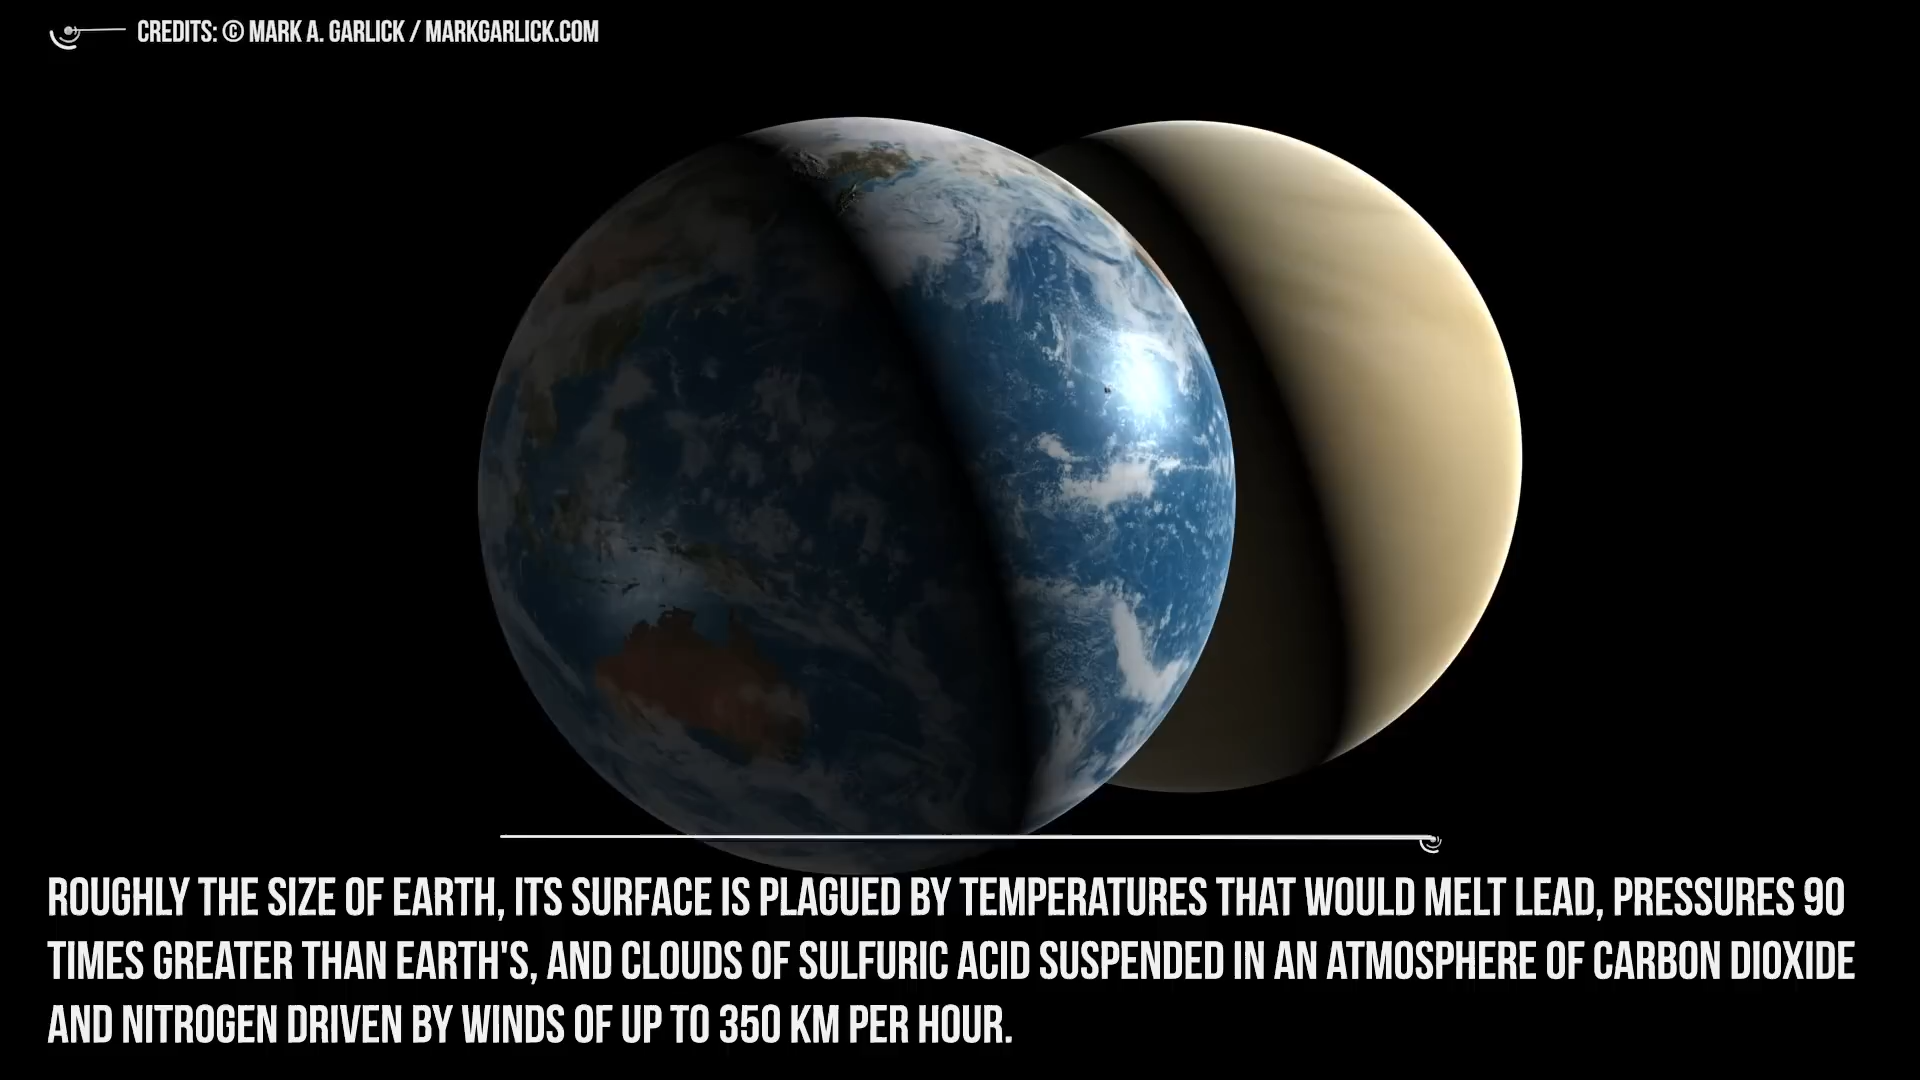 CREDITS: © MARK A. GARLICK / MARKGARLICK.COM
ROUGHLY THE SIZE OF EARTH, ITS SURFACE IS PLAGUED BY TEMPERATURES THAT WOULD MELT LEAD, PRESSURES 90
TIMES GREATER THAN EARTH'S, AND CLOUDS OF SULFURIC ACID SUSPENDED IN AN ATMOSPHERE OF CARBON DIOXIDE
AND NITROGEN DRIVEN BY WINDS OF UP TO 350 KM PER HOUR.